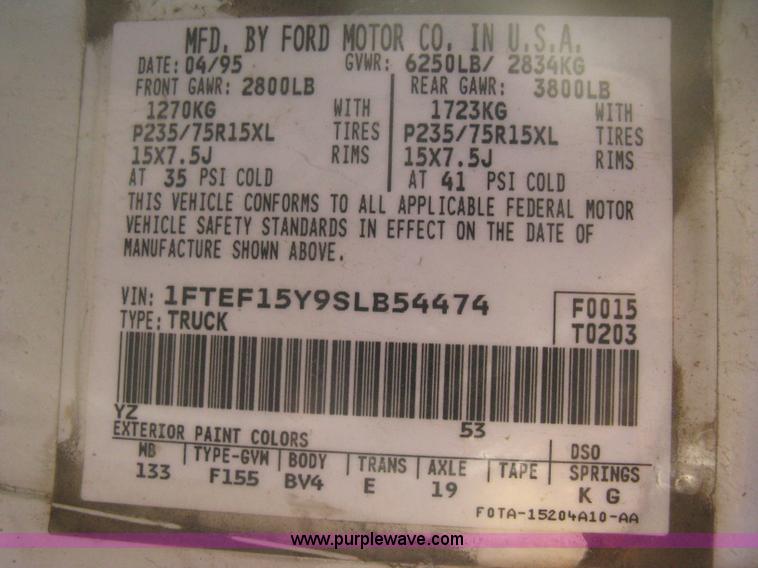 MFD. BY FORD MOTOR CO. IN U.S.A.
DATE: 04/95 GVWR: 6250LB/ 2834KG
FRONT GAWR: 2800LB REAR GAWR: 3800LB
1270KG WITH 1723KG WITH
P235/75R15XL TIRES P235/75R15XL TIRES
15X7.5J RIMS 15X7.5J RIMS
AT 35 PSI COLD AT 41 PSI COLD
THIS VEHICLE CONFORMS TO ALL APPLICABLE FEDERAL MOTOR
VEHICLE SAFETY STANDARDS IN EFFECT ON THE DATE OF
MANUFACTURE SHOWN ABOVE.
VIN: 1FTEF15Y9SLB54474 F0015
TYPE: TRUCK T0203
YZ 53
EXTERIOR PAINT COLORS DSO
WB TYPE-GVW BODY TRANS AXLE TAPE SPRINGS
133 F155 BV4 E 19 K G
F0TA-15204A10-AA
www.purplewave.com